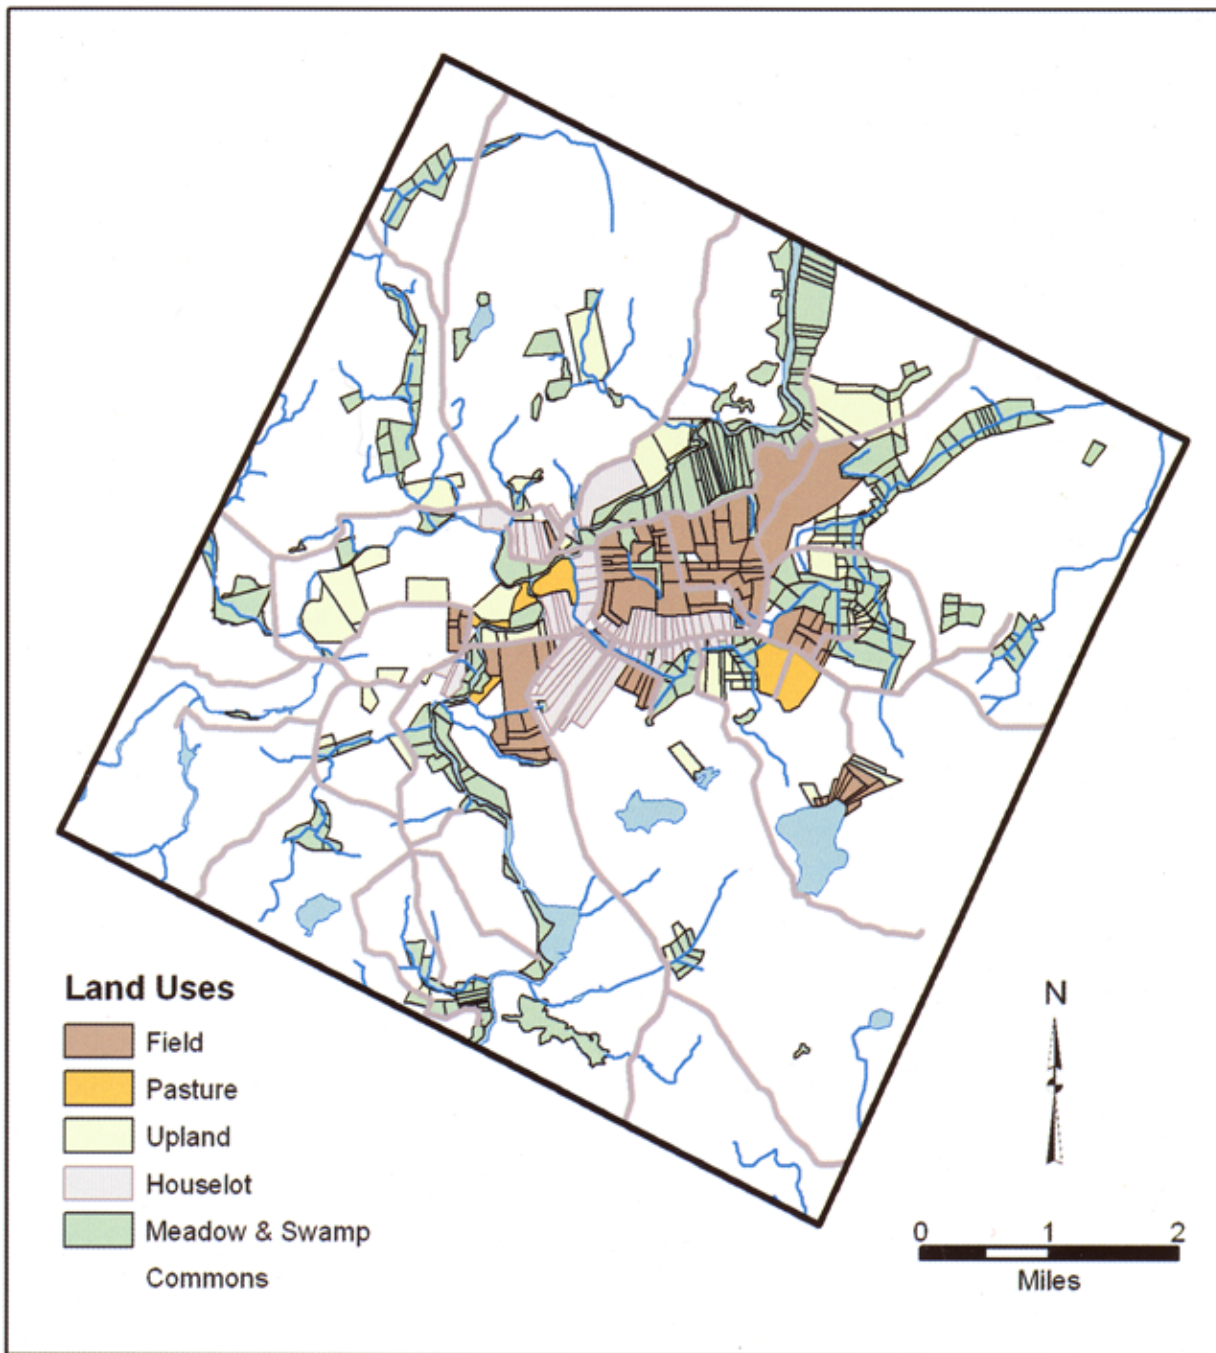 Land Uses
Field
Pasture
Upland
Houselot
Meadow & Swamp
Commons
N
0 1 2
Miles